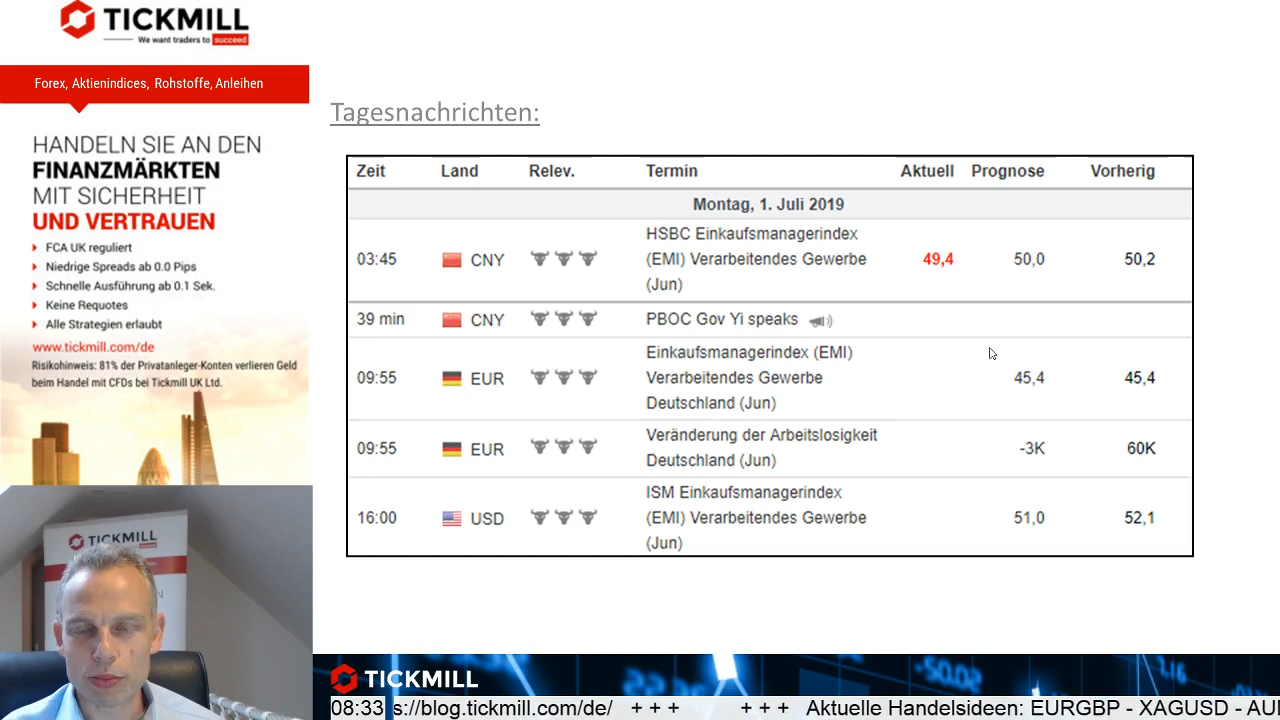 TICKMILL
We want traders to succeed
Forex, Aktienindices, Rohstoffe, Anleihen
HANDELN SIE AN DEN
FINANZMÄRKTEN
MIT SICHERHEIT
UND VERTRAUEN
FCA UK reguliert
Niedrige Spreads ab 0.0 Pips
Schnelle Ausführung ab 0.1 Sek.
Keine Requotes
Alle Strategien erlaubt
www.tickmill.com/de
Risikohinweis: 81% der Privatanleger-Konten verlieren Geld
beim Handel mit CFDs bei Tickmill UK Ltd.
TICKMILL
Tagesnachrichten:
Zeit Land Relev. Termin Aktuell Prognose Vorherig
Montag, 1. Juli 2019
HSBC Einkaufsmanagerindex
03:45 CNY (EMI) Verarbeitendes Gewerbe 49,4 50,0 50,2
(Jun)
39 min CNY PBOC Gov Yi speaks
Einkaufsmanagerindex (EMI)
09:55 EUR Verarbeitendes Gewerbe 45,4 45,4
Deutschland (Jun)
Veränderung der Arbeitslosigkeit
09:55 EUR -3K 60K
Deutschland (Jun)
ISM Einkaufsmanagerindex
16:00 USD (EMI) Verarbeitendes Gewerbe 51,0 52,1
(Jun)
TICKMILL
-50.02
08:33 s://blog.tickmill.com/de/ + + + + + + Aktuelle Handelsideen: EURGBP - XAGUSD - AU